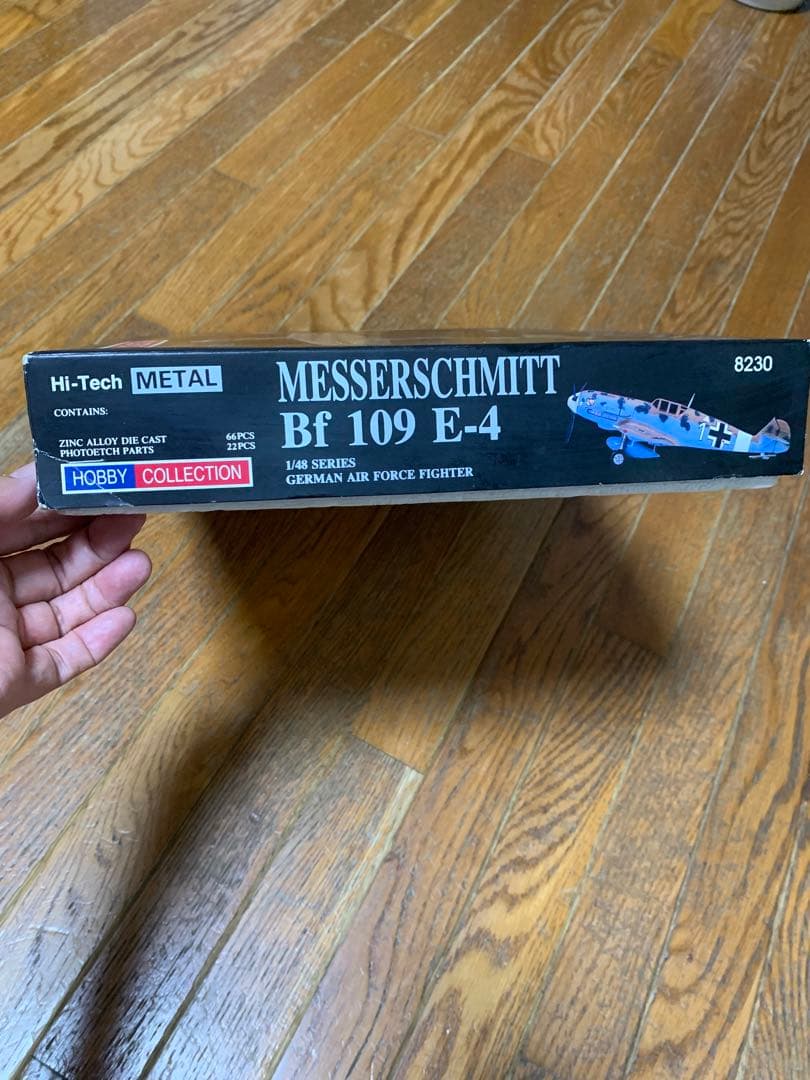 Hi-Tech METAL
CONTAINS:
ZINC ALLOY DIE CAST 66PCS
PHOTOETCH PARTS 22PCS
HOBBY COLLECTION
MESSERSCHMITT
Bf 109 E-4
1/48 SERIES
GERMAN AIR FORCE FIGHTER
8230
1